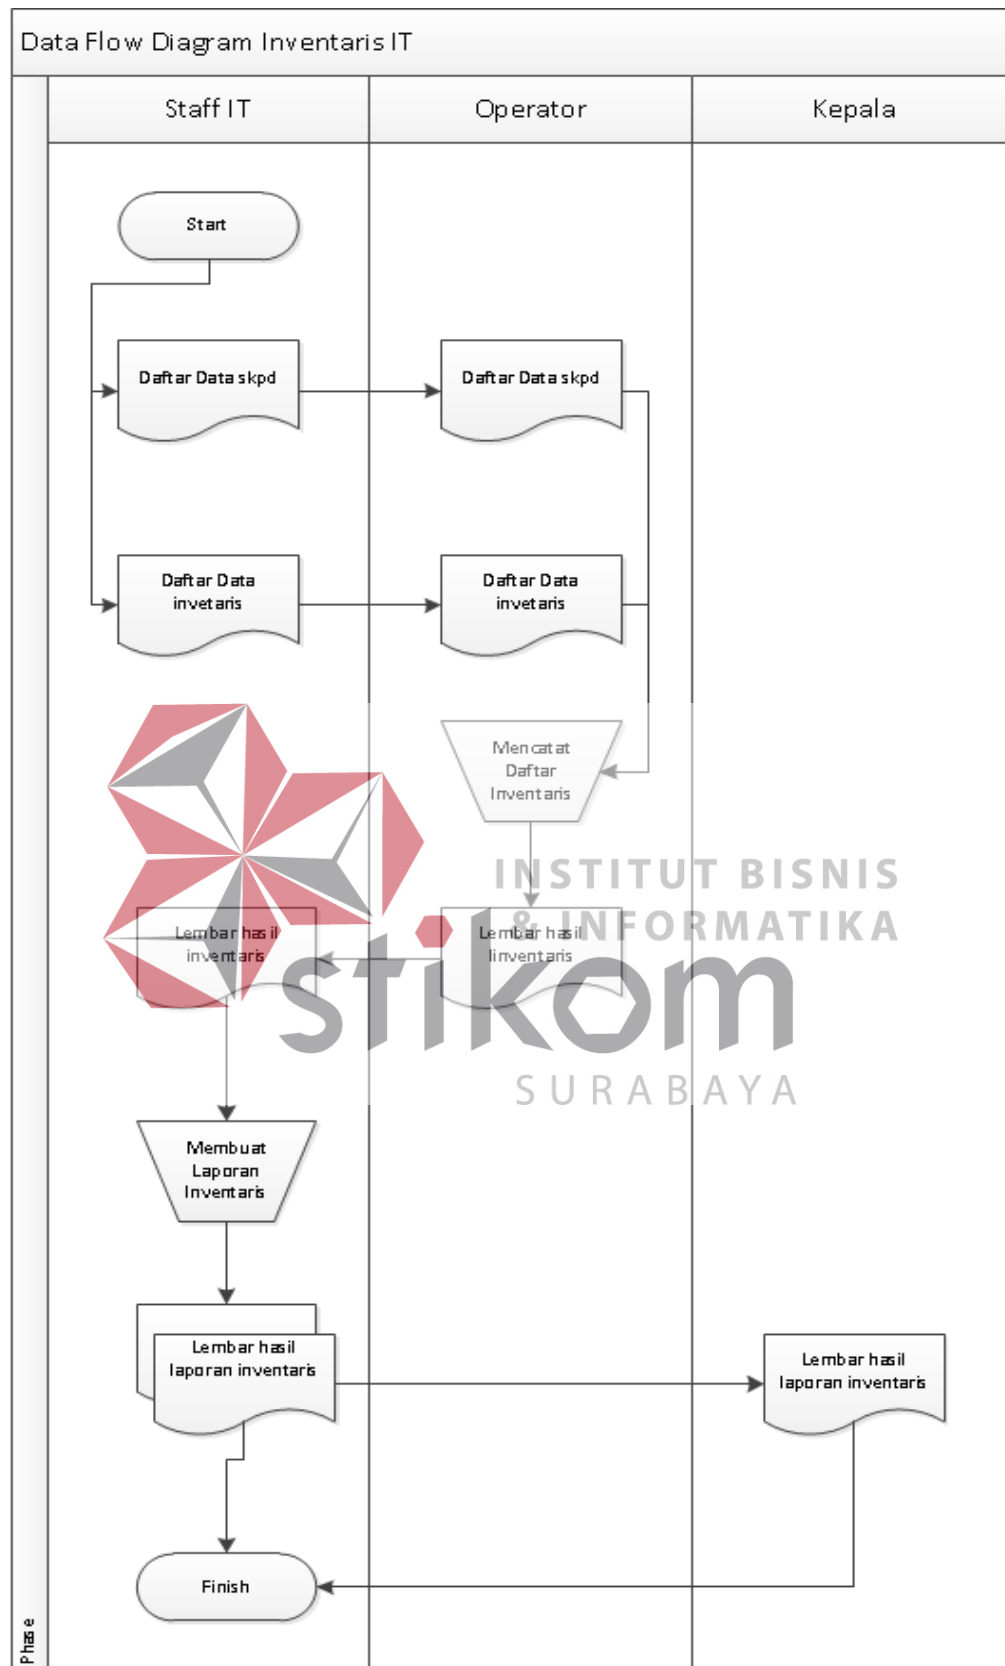 Data Flow Diagram Inventaris IT
Staff IT
Operator
Kepala
Start
Daftar Data skpd
Daftar Data skpd
Daftar Data
invetaris
Daftar Data
invetaris
Mencatat
Daftar
Inventaris
INSTITUT BISNIS
& INFORMATIKA
stikom
SURABAYA
Lembar hasil
inventaris
Lembar hasil
Iinventaris
Membuat
Laporan
Inventaris
Lembar hasil
laporan inventaris
Lembar hasil
laporan inventaris
Finish
Phase